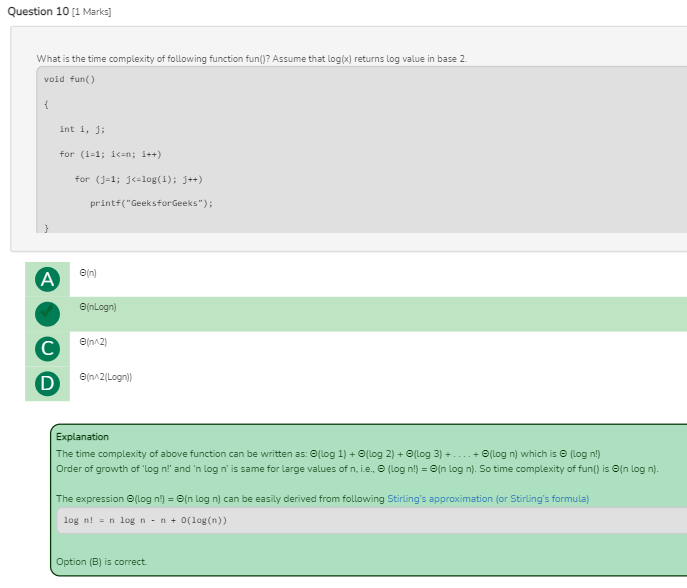 Question 10 [1 Marks]
What is the time complexity of following function fun()? Assume that log(x) returns log value in base 2.
void fun()
{
int i, j;
for (i=1; i<=n; i++)
for (j=1; j<=log(i); j++)
printf("GeeksforGeeks");
}
A Θ(n)
Θ(nLogn)
C Θ(n^2)
D Θ(n^2(Logn))
Explanation
The time complexity of above function can be written as: Θ(log 1) + Θ(log 2) + Θ(log 3) + . . . . + Θ(log n) which is Θ (log n!)
Order of growth of 'log n!' and 'n log n' is same for large values of n, i.e., Θ (log n!) = Θ(n log n). So time complexity of fun() is Θ(n log n).
The expression Θ(log n!) = Θ(n log n) can be easily derived from following Stirling's approximation (or Stirling's formula)
log n! = n log n - n + O(log(n))
Option (B) is correct.